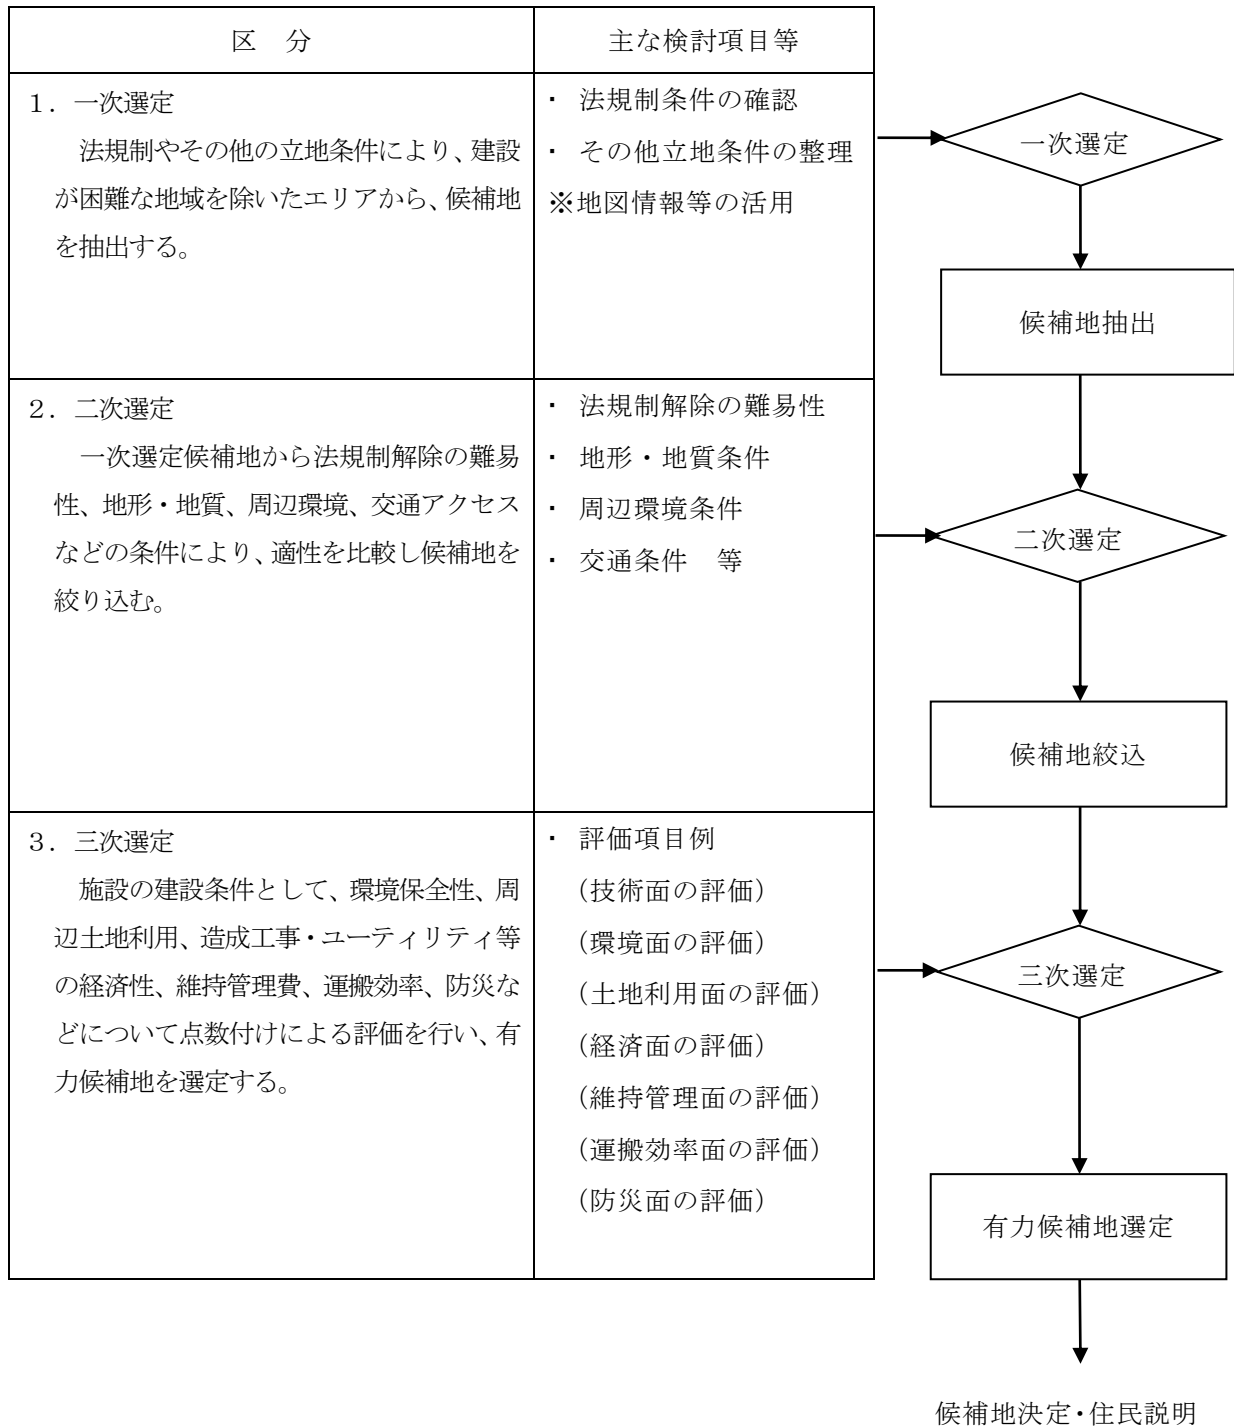 区　分
主な検討項目等
１．一次選定
法規制やその他の立地条件により、建設
が困難な地域を除いたエリアから、候補地
を抽出する。
・ 法規制条件の確認
・ その他立地条件の整理
※地図情報等の活用
一次選定
候補地抽出
２．二次選定
一次選定候補地から法規制解除の難易
性、地形・地質、周辺環境、交通アクセス
などの条件により、適性を比較し候補地を
絞り込む。
・ 法規制解除の難易性
・ 地形・地質条件
・ 周辺環境条件
・ 交通条件　等
二次選定
候補地絞込
３．三次選定
施設の建設条件として、環境保全性、周
辺土地利用、造成工事・ユーティリティ等
の経済性、維持管理費、運搬効率、防災な
どについて点数付けによる評価を行い、有
力候補地を選定する。
・ 評価項目例
（技術面の評価）
（環境面の評価）
（土地利用面の評価）
（経済面の評価）
（維持管理面の評価）
（運搬効率面の評価）
（防災面の評価）
三次選定
有力候補地選定
候補地決定・住民説明